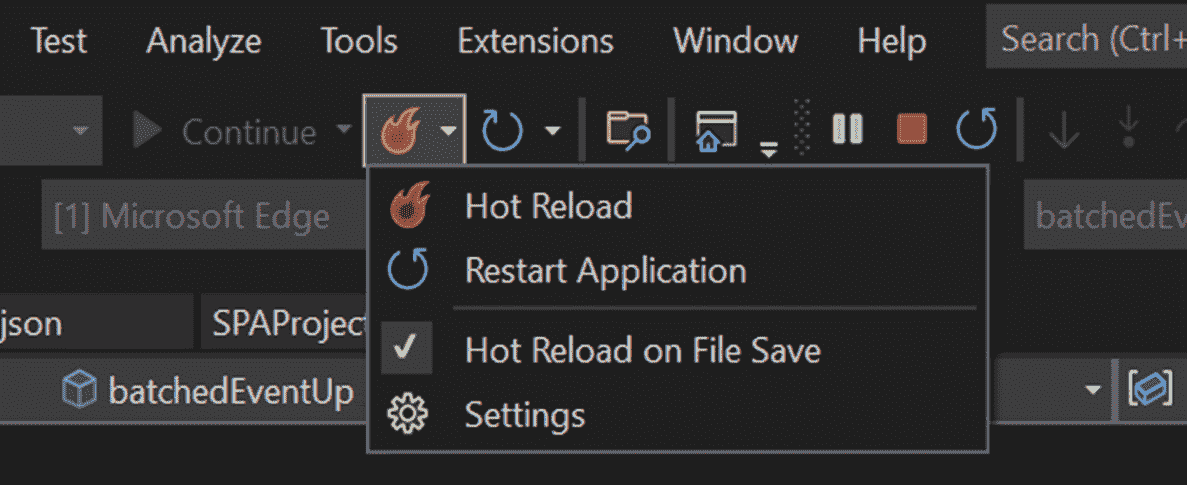 Test Analyze Tools Extensions Window Help Search (Ctrl+
Continue
[1] Microsoft Edge batchedEv
Hot Reload
Restart Application
json SPAProject
Hot Reload on File Save
batchedEventUp
Settings